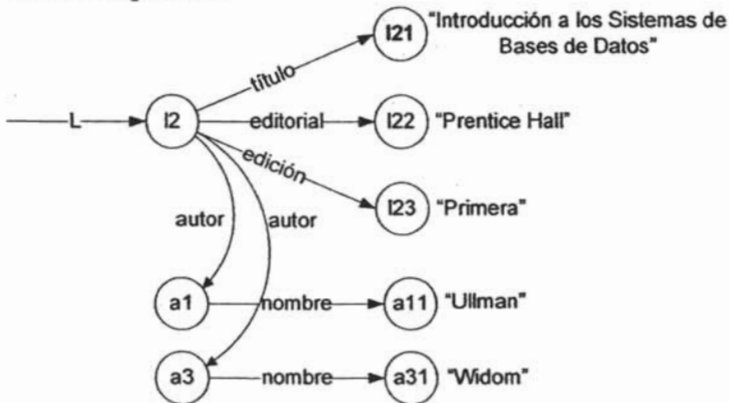 l21 "Introducción a los Sistemas de
Bases de Datos"
título
L l2 editorial l22 "Prentice Hall"
edición
l23 "Primera"
autor autor
a1 nombre a11 "Ullman"
a3 nombre a31 "Widom"